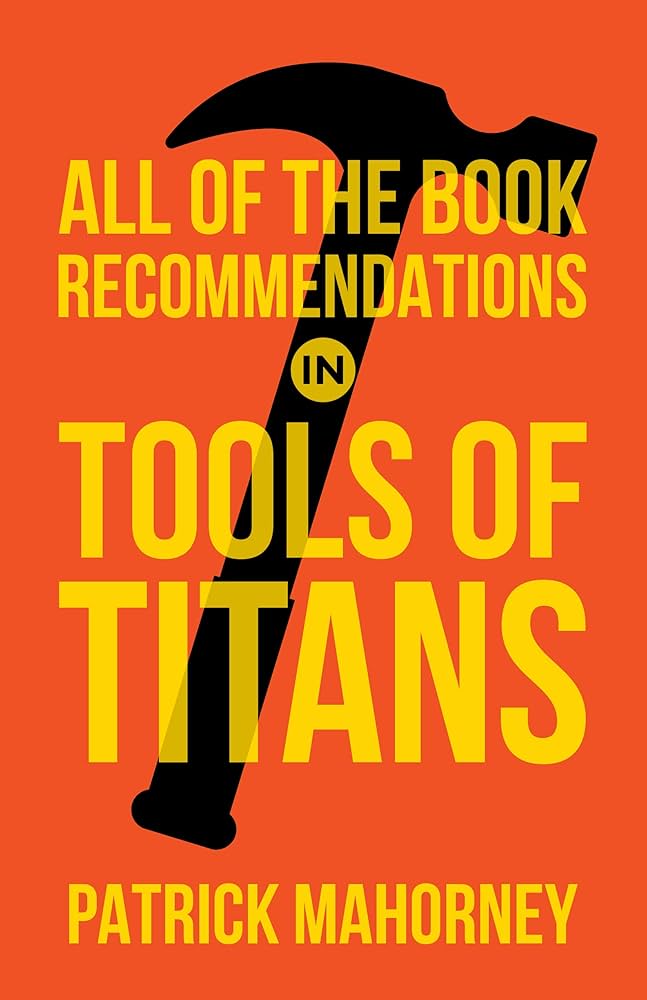 ALL OF THE BOOK
RECOMMENDATIONS
IN
TOOLS OF
TITANS
PATRICK MAHORNEY